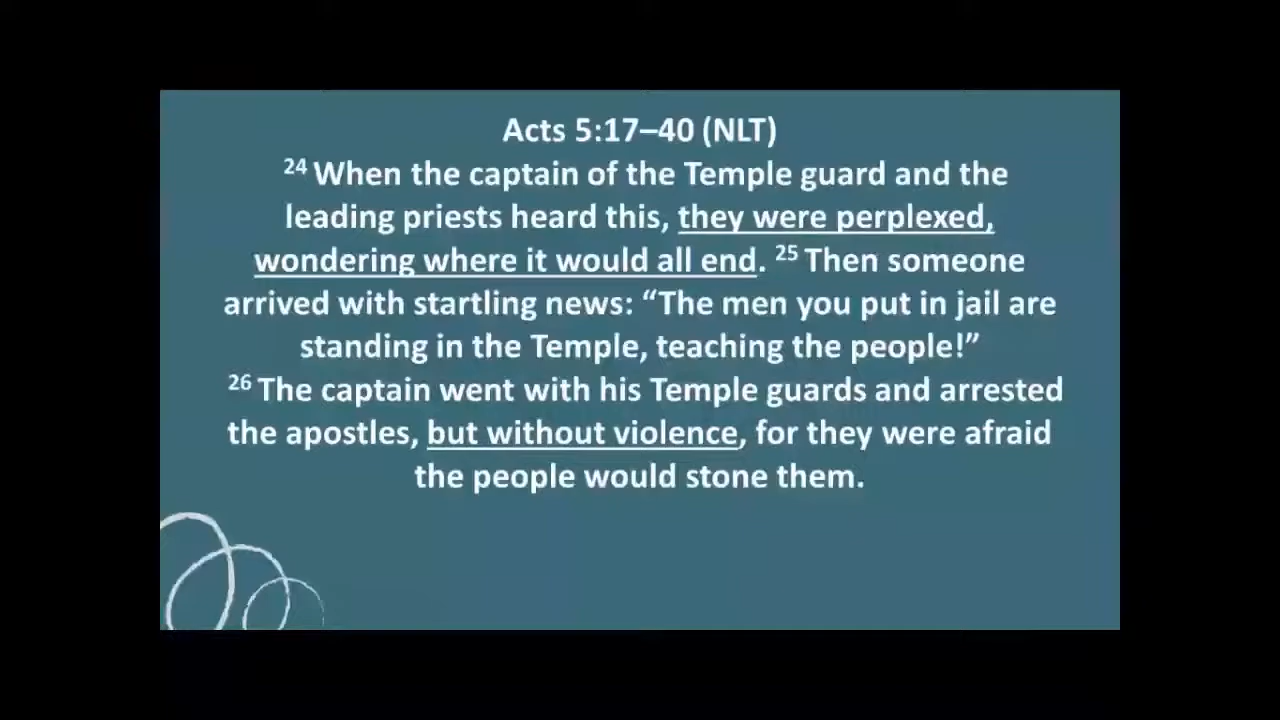 Acts 5:17–40 (NLT)
24 When the captain of the Temple guard and the
leading priests heard this, they were perplexed,
wondering where it would all end. 25 Then someone
arrived with startling news: “The men you put in jail are
standing in the Temple, teaching the people!”
26 The captain went with his Temple guards and arrested
the apostles, but without violence, for they were afraid
the people would stone them.